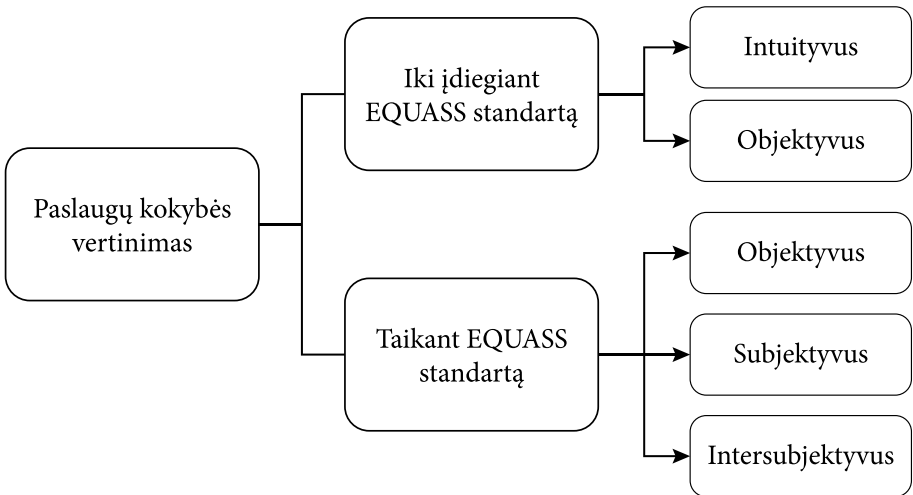 Paslaugų kokybės
vertinimas
Iki įdiegiant
EQUASS standartą
Intuityvus
Objektyvus
Taikant EQUASS
standartą
Objektyvus
Subjektyvus
Intersubjektyvus